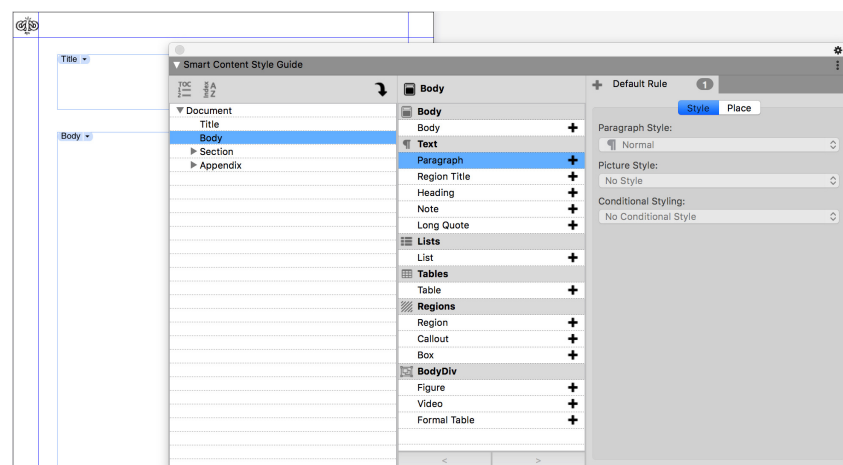 Title
Body
Smart Content Style Guide
TOC
1
2
Index
A
Z
Document
Title
Body
Section
Appendix
Body
Body
Body
Text
Paragraph
Region Title
Heading
Note
Long Quote
Lists
List
Tables
Table
Regions
Region
Callout
Box
BodyDiv
Figure
Video
Formal Table
< >
Default Rule 1
Style Place
Paragraph Style:
¶ Normal
Picture Style:
No Style
Conditional Styling:
No Conditional Style